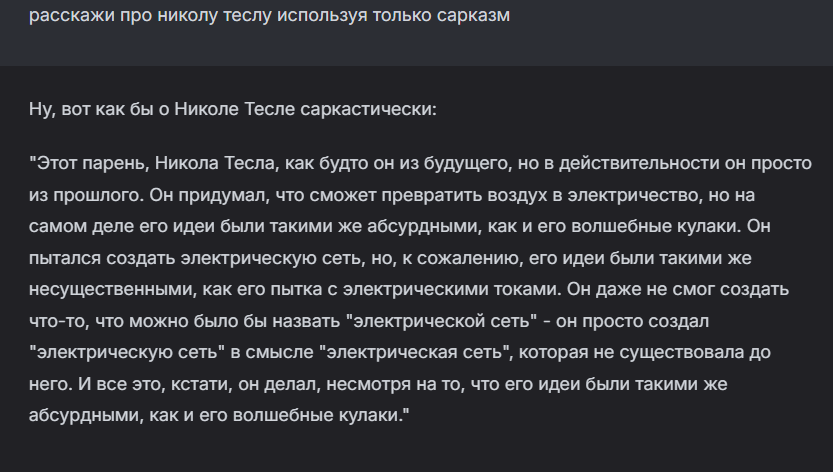 расскажи про николу теслу используя только сарказм
Ну, вот как бы о Николе Тесле саркастически:
"Этот парень, Никола Тесла, как будто он из будущего, но в действительности он просто
из прошлого. Он придумал, что сможет превратить воздух в электричество, но на
самом деле его идеи были такими же абсурдными, как и его волшебные кулаки. Он
пытался создать электрическую сеть, но, к сожалению, его идеи были такими же
несущественными, как его пытка с электрическими токами. Он даже не смог создать
что-то, что можно было бы назвать "электрической сеть" - он просто создал
"электрическую сеть" в смысле "электрическая сеть", которая не существовала до
него. И все это, кстати, он делал, несмотря на то, что его идеи были такими же
абсурдными, как и его волшебные кулаки."